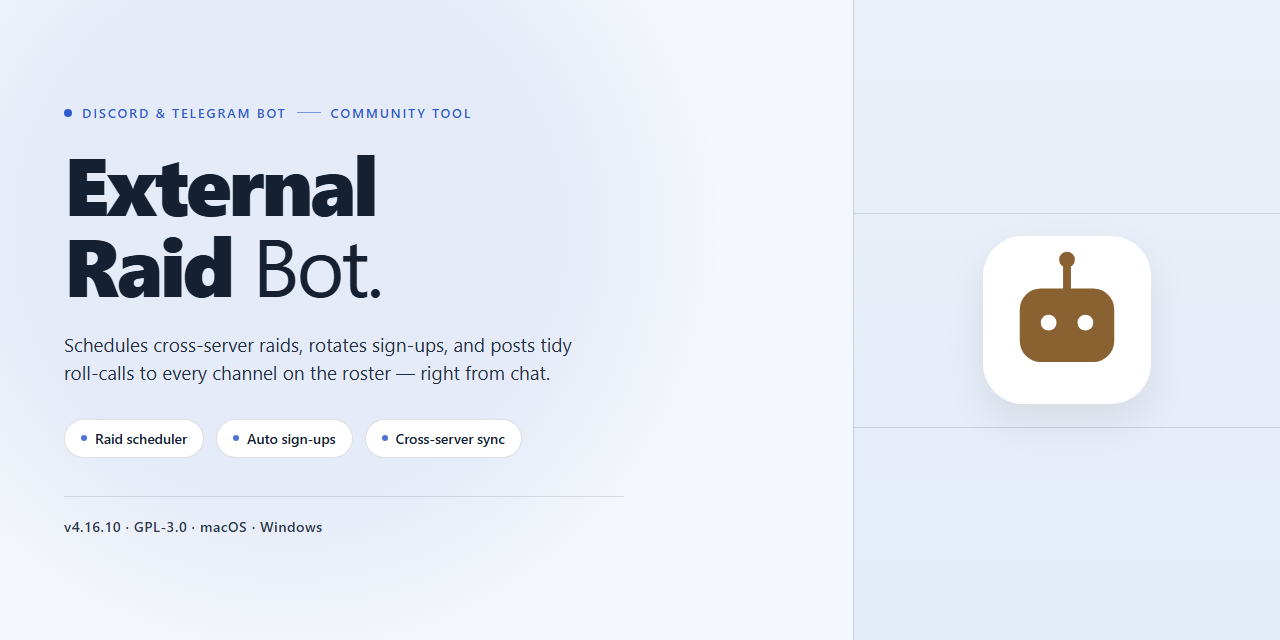 DISCORD & TELEGRAM BOT — COMMUNITY TOOL
External
Raid Bot.
Schedules cross-server raids, rotates sign-ups, and posts tidy
roll-calls to every channel on the roster — right from chat.
Raid scheduler
Auto sign-ups
Cross-server sync
v4.16.10 · GPL-3.0 · macOS · Windows